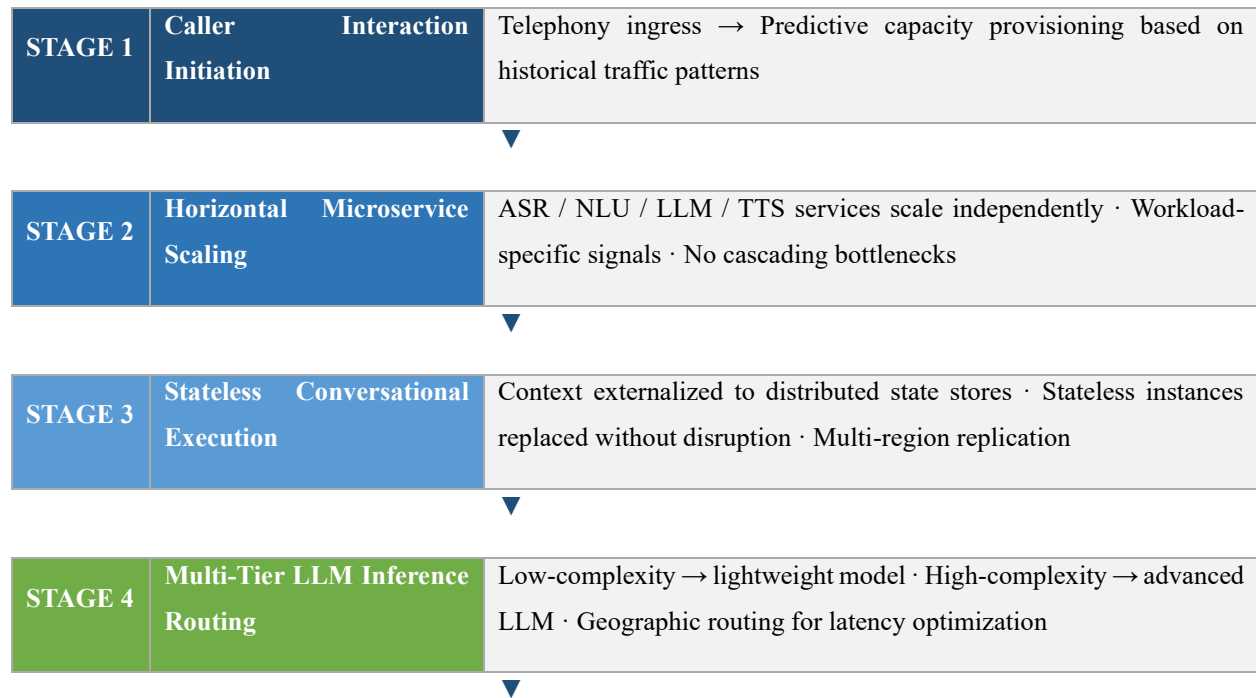 STAGE 1
Caller Interaction
Initiation
Telephony ingress → Predictive capacity provisioning based on
historical traffic patterns
▼
STAGE 2
Horizontal Microservice
Scaling
ASR / NLU / LLM / TTS services scale independently · Workload-
specific signals · No cascading bottlenecks
▼
STAGE 3
Stateless Conversational
Execution
Context externalized to distributed state stores · Stateless instances
replaced without disruption · Multi-region replication
▼
STAGE 4
Multi-Tier LLM Inference
Routing
Low-complexity → lightweight model · High-complexity → advanced
LLM · Geographic routing for latency optimization
▼